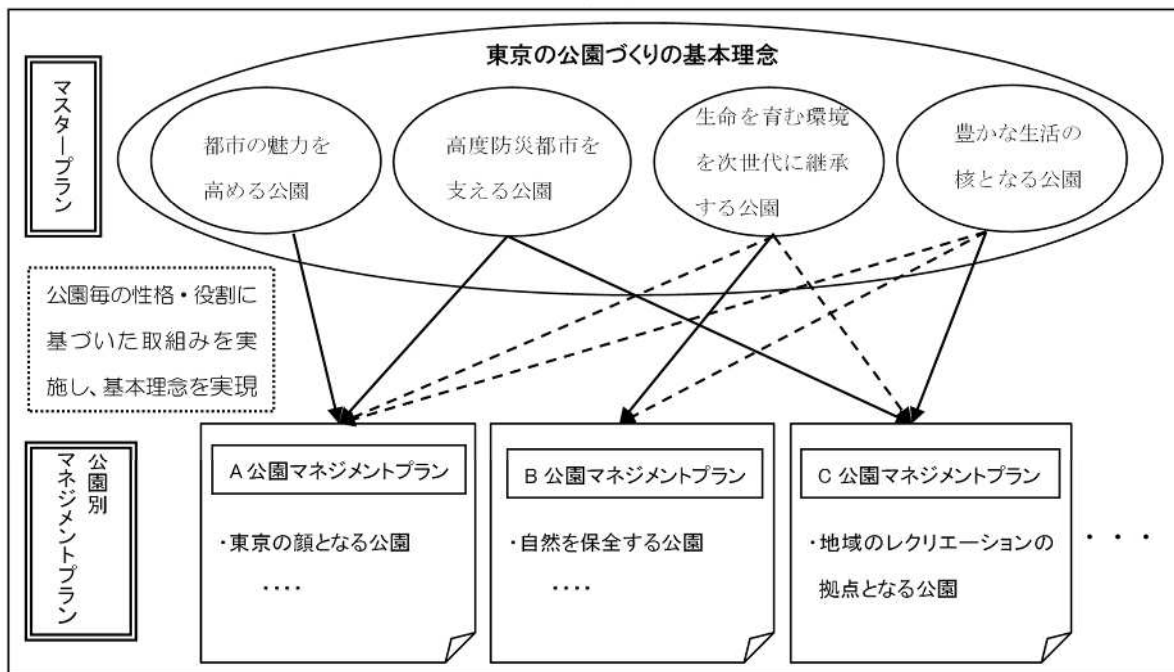 東京の公園づくりの基本理念
マスタープラン
都市の魅力を
高める公園
高度防災都市を
支える公園
生命を育む環境
を次世代に継承
する公園
豊かな生活の
核となる公園
公園毎の性格・役割に
基づいた取組みを実
施し、基本理念を実現
公園別
マネジメントプラン
A 公園マネジメントプラン
・東京の顔となる公園
‥‥
B 公園マネジメントプラン
・自然を保全する公園
‥‥
C 公園マネジメントプラン
・地域のレクリエーションの
拠点となる公園
・・・